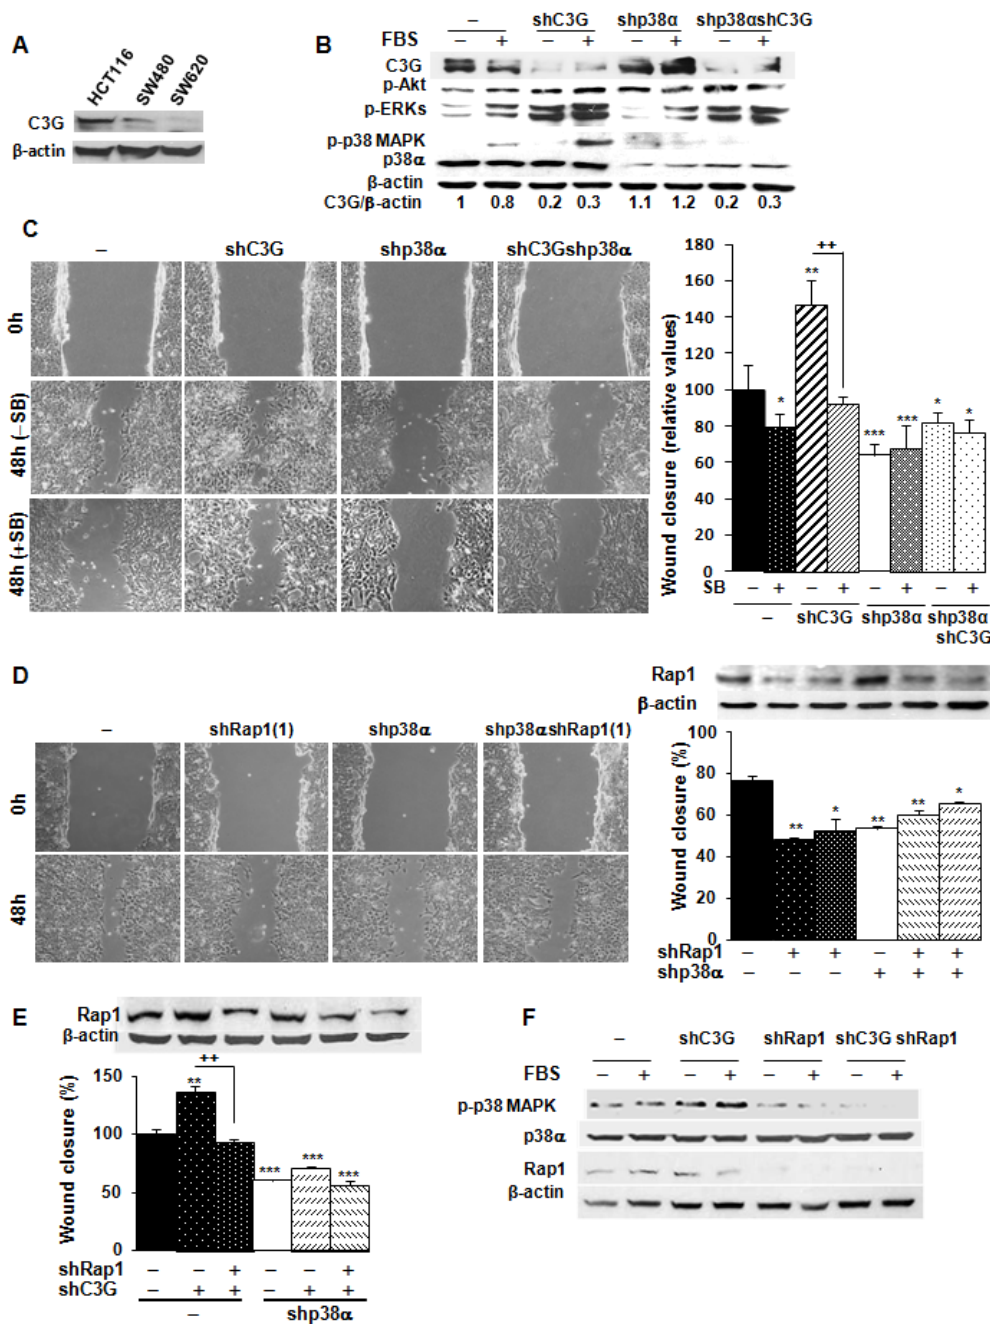 A
HCT116
SW480
SW620
C3G
β-actin
B
– shC3G shp38α shp38αshC3G
FBS – + – + – + – +
C3G
p-Akt
p-ERKs
p-p38 MAPK
p38α
β-actin
C3G/β-actin 1 0.8 0.2 0.3 1.1 1.2 0.2 0.3
C
– shC3G shp38α shC3Gshp38α
0h
48h (–SB)
48h (+SB)
Wound closure (relative values)
180
160
140
120
100
80
60
40
20
0
* ** ++ *** *** * *
SB – + – + – + – +
– shC3G shp38α shp38α
shC3G
D
– shRap1(1) shp38α shp38αshRap1(1)
0h
48h
Rap1
β-actin
Wound closure (%)
100
80
60
40
20
0
** * ** ** *
shRap1 – + + – + +
shp38α – – – + + +
E
Rap1
β-actin
Wound closure (%)
150
100
50
0
** ++ *** *** ***
shRap1 – – + – – +
shC3G – + + – + +
– shp38α
F
– shC3G shRap1 shC3G shRap1
FBS – + – + – + – +
p-p38 MAPK
p38α
Rap1
β-actin